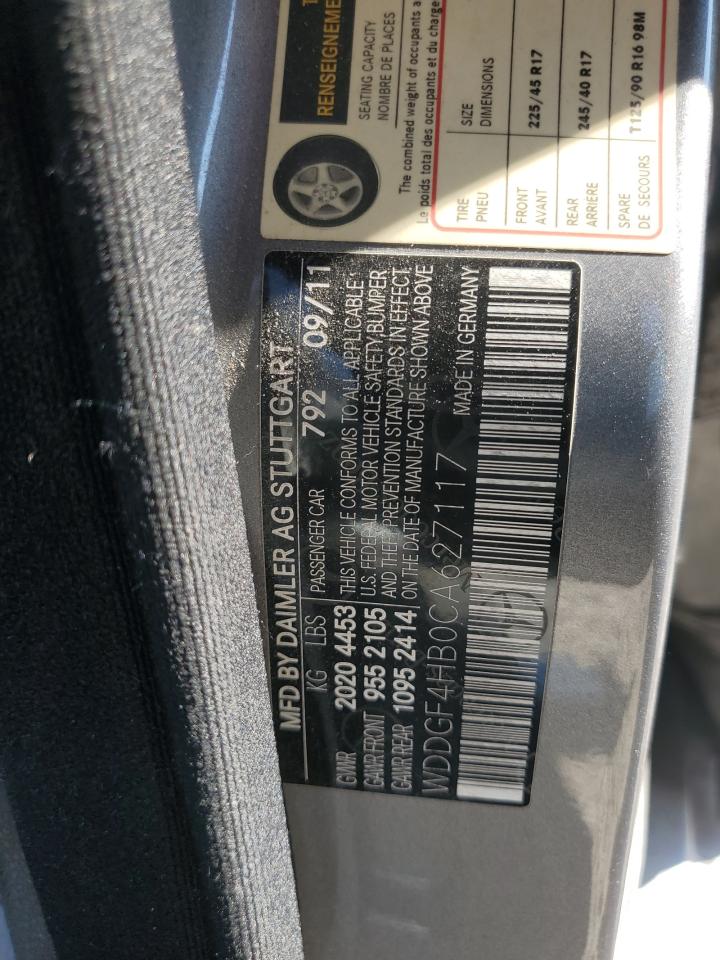 MFD BY DAIMLER AG STUTTGART
KG LBS PASSENGER CAR 792 09/11
GVWR 2020 4453
GAWR FRONT 955 2105
GAWR REAR 1095 2414
THIS VEHICLE CONFORMS TO ALL APPLICABLE
U.S. FEDERAL MOTOR VEHICLE SAFETY, BUMPER
AND THEFT PREVENTION STANDARDS IN EFFECT
ON THE DATE OF MANUFACTURE SHOWN ABOVE
WDDGF4HB0CA627117 MADE IN GERMANY
RENSEIGNEME
SEATING CAPACITY
NOMBRE DE PLACES
The combined weight of occupants a
Le poids total des occupants et du charge
TIRE SIZE
PNEU DIMENSIONS
FRONT 225/45 R17
AVANT
REAR 245/40 R17
ARRIERE
SPARE T125/90 R16 98M
DE SECOURS